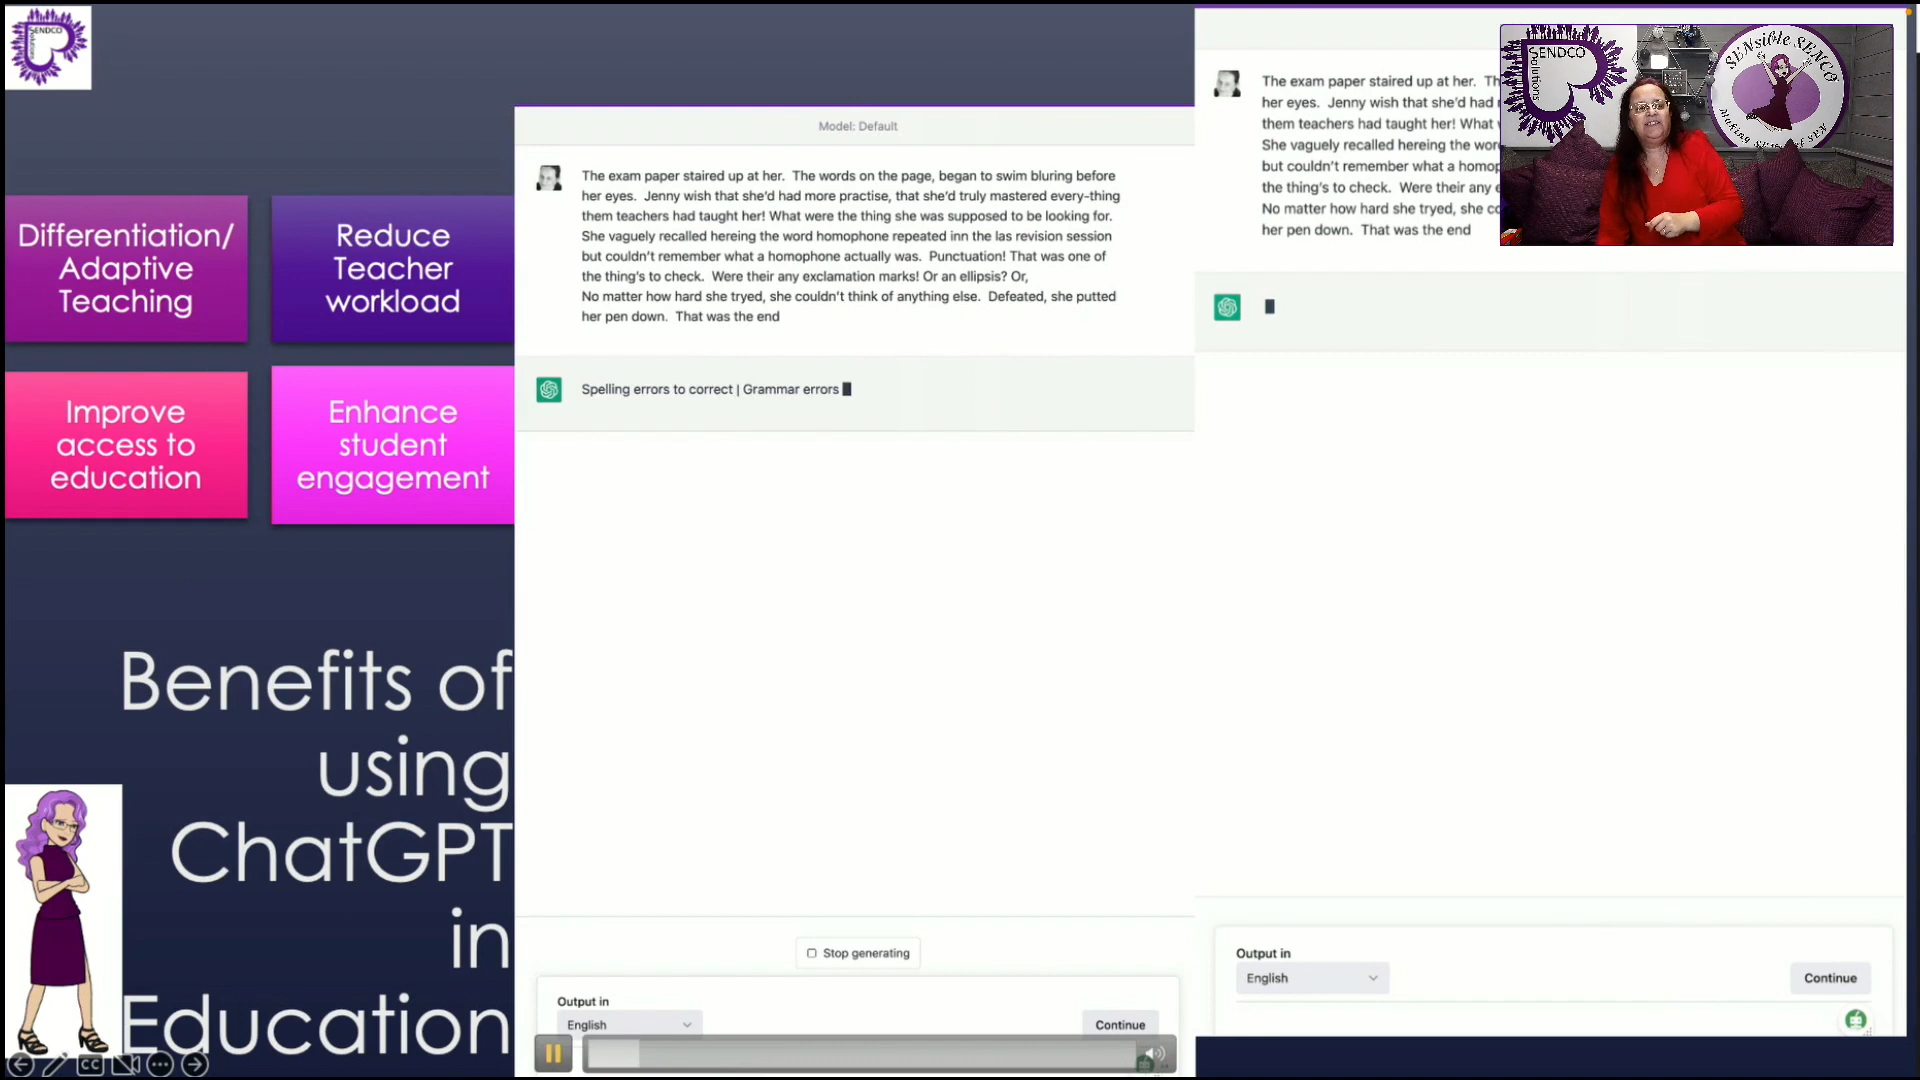 SENDCO
Solutions
Differentiation/
Adaptive
Teaching
Reduce
Teacher
workload
Improve
access to
education
Enhance
student
engagement
Benefits of
using
ChatGPT
in
Education
CC
Model: Default
The exam paper staired up at her.  The words on the page, began to swim bluring before
her eyes.  Jenny wish that she'd had more practise, that she'd truly mastered every-thing
them teachers had taught her! What were the thing she was supposed to be looking for.
She vaguely recalled hereing the word homophone repeated inn the las revision session
but couldn't remember what a homophone actually was.  Punctuation! That was one of
the thing's to check.  Were their any exclamation marks! Or an ellipsis? Or,
No matter how hard she tryed, she couldn't think of anything else.  Defeated, she putted
her pen down.  That was the end
Spelling errors to correct | Grammar errors
Stop generating
Output in
English
Continue
The exam paper staired up at her.  Th
her eyes.  Jenny wish that she'd had
them teachers had taught her! What
She vaguely recalled hereing the wor
but couldn't remember what a homop
the thing's to check.  Were their any e
No matter how hard she tryed, she co
her pen down.  That was the end
Output in
English
Continue
SENDCO
Solutions
SENsible SENCO
Making SENse of SEN